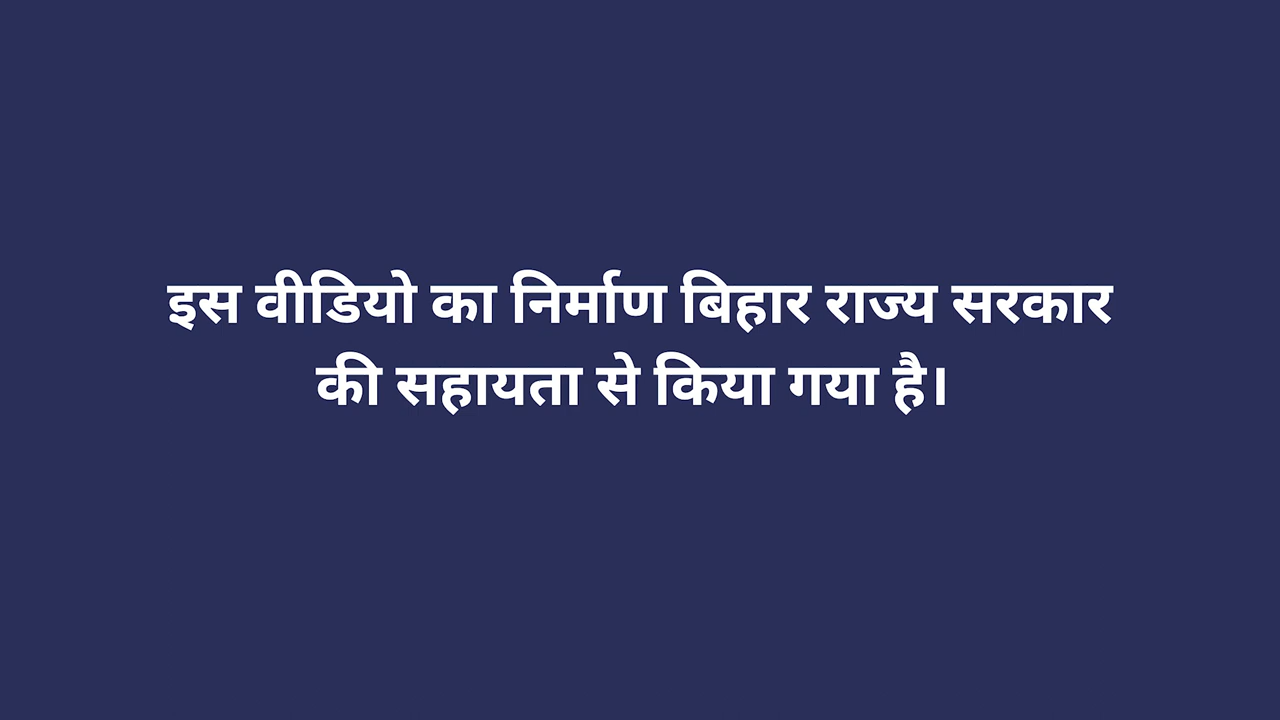 इस वीडियो का निर्माण बिहार राज्य सरकार
की सहायता से किया गया है।